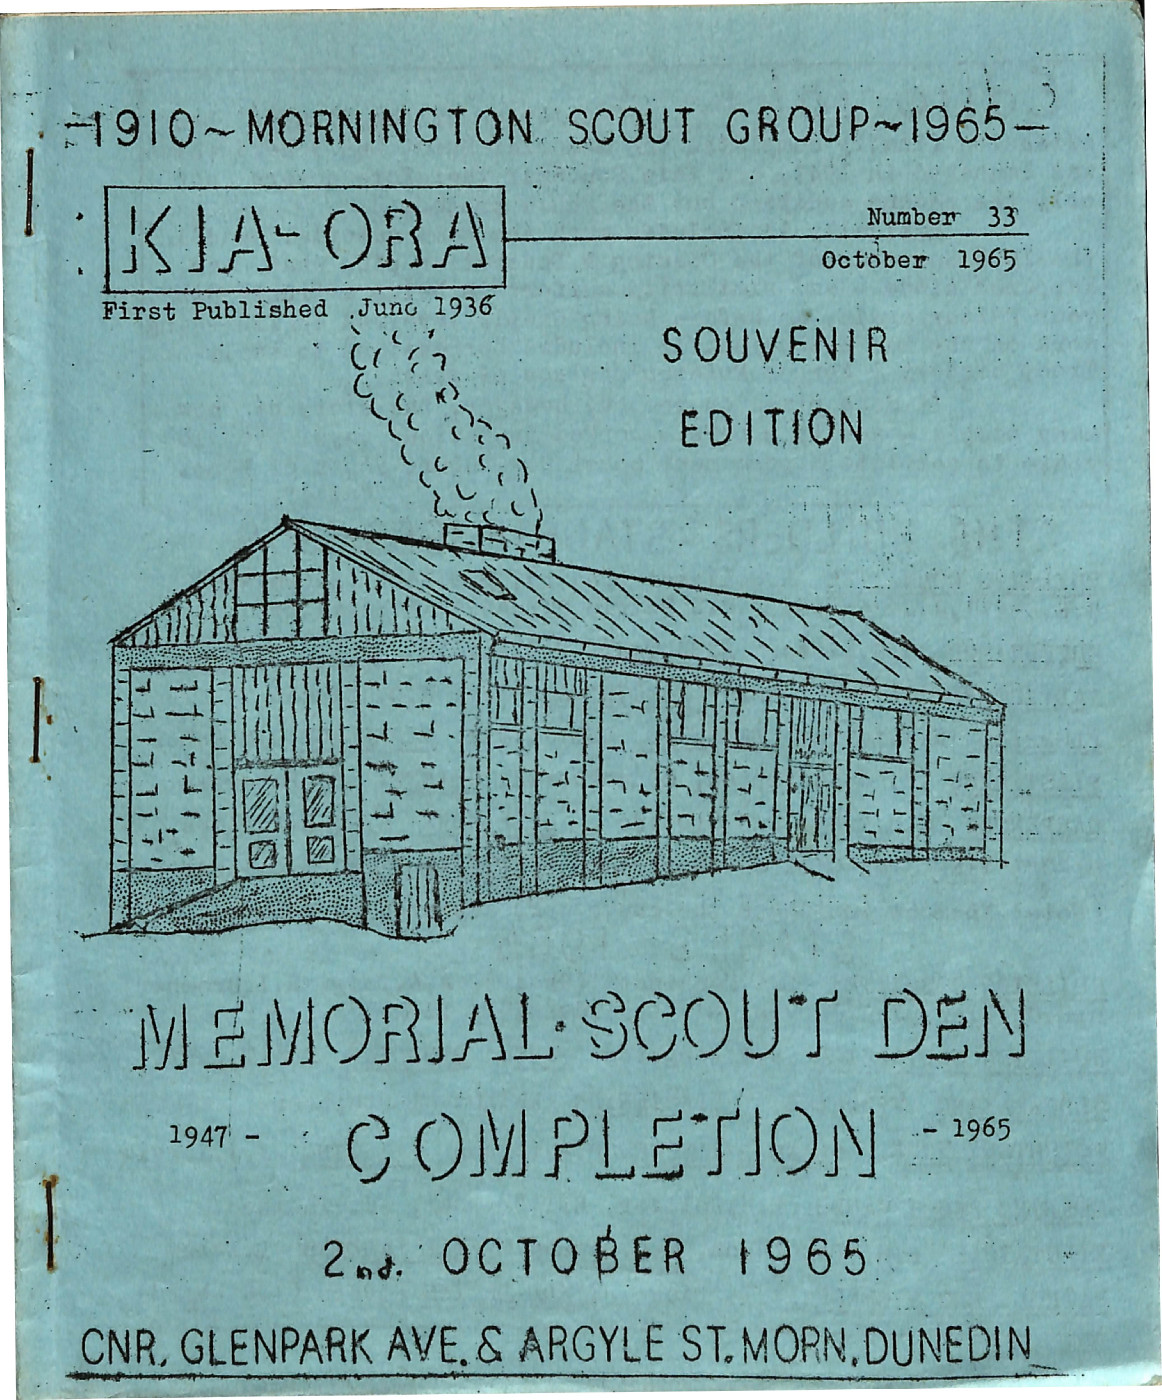 -1910~MORNINGTON SCOUT GROUP~1965-
KIA-ORA
Number 33
October 1965
First Published June 1936
SOUVENIR
EDITION
MEMORIAL·SCOUT DEN
1947 - COMPLETION - 1965
2nd. OCTOBER 1965
CNR. GLENPARK AVE. & ARGYLE ST. MORN. DUNEDIN